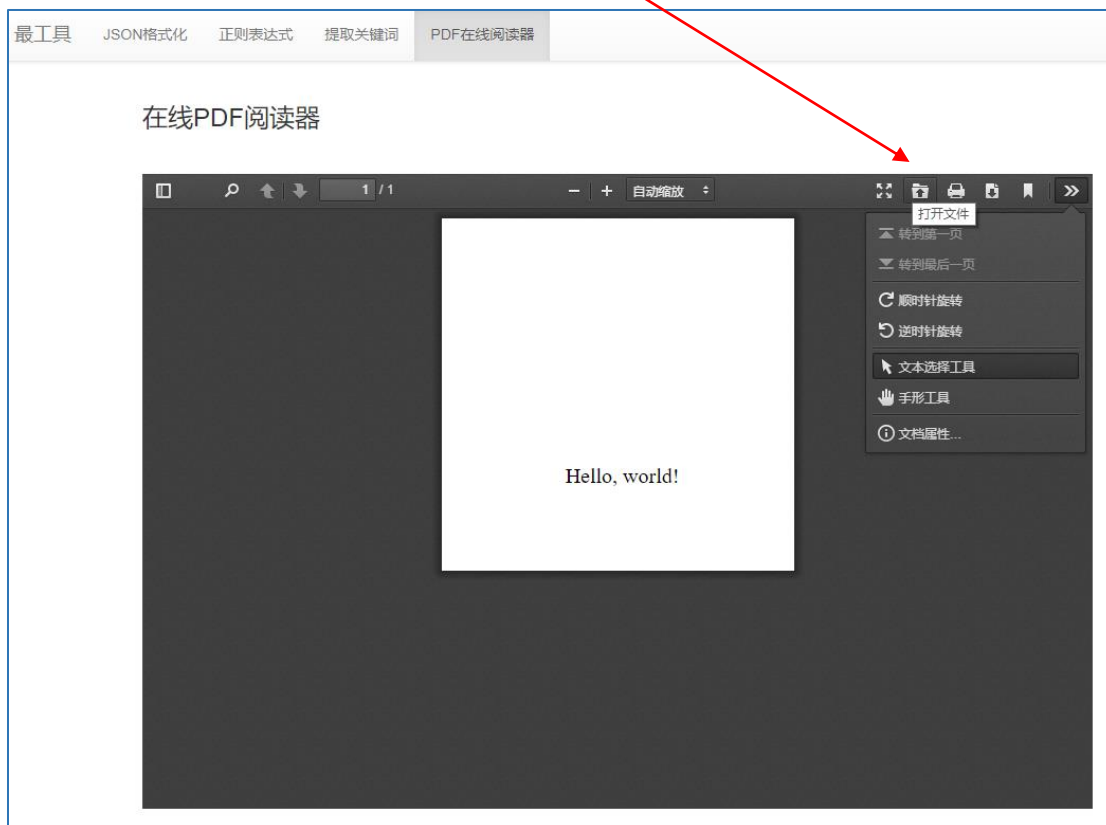 最工具 JSON格式化 正则表达式 提取关键词 PDF在线阅读器
在线PDF阅读器
1 / 1 自动缩放
打开文件
转到第一页
转到最后一页
顺时针旋转
逆时针旋转
文本选择工具
手形工具
文档属性...
Hello, world!